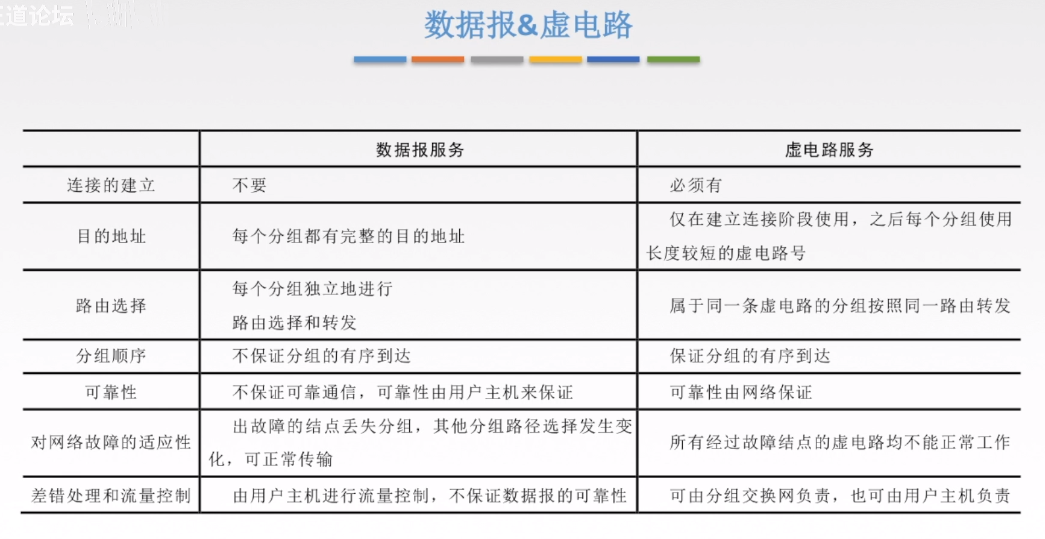 道论坛
数据报&虚电路
数据报服务 虚电路服务
连接的建立 不要 必须有
目的地址 每个分组都有完整的目的地址 仅在建立连接阶段使用，之后每个分组使用
长度较短的虚电路号
路由选择 每个分组独立地进行
路由选择和转发 属于同一条虚电路的分组按照同一路由转发
分组顺序 不保证分组的有序到达 保证分组的有序到达
可靠性 不保证可靠通信，可靠性由用户主机来保证 可靠性由网络保证
对网络故障的适应性 出故障的结点丢失分组，其他分组路径选择发生变
化，可正常传输 所有经过故障结点的虚电路均不能正常工作
差错处理和流量控制 由用户主机进行流量控制，不保证数据报的可靠性 可由分组交换网负责，也可由用户主机负责